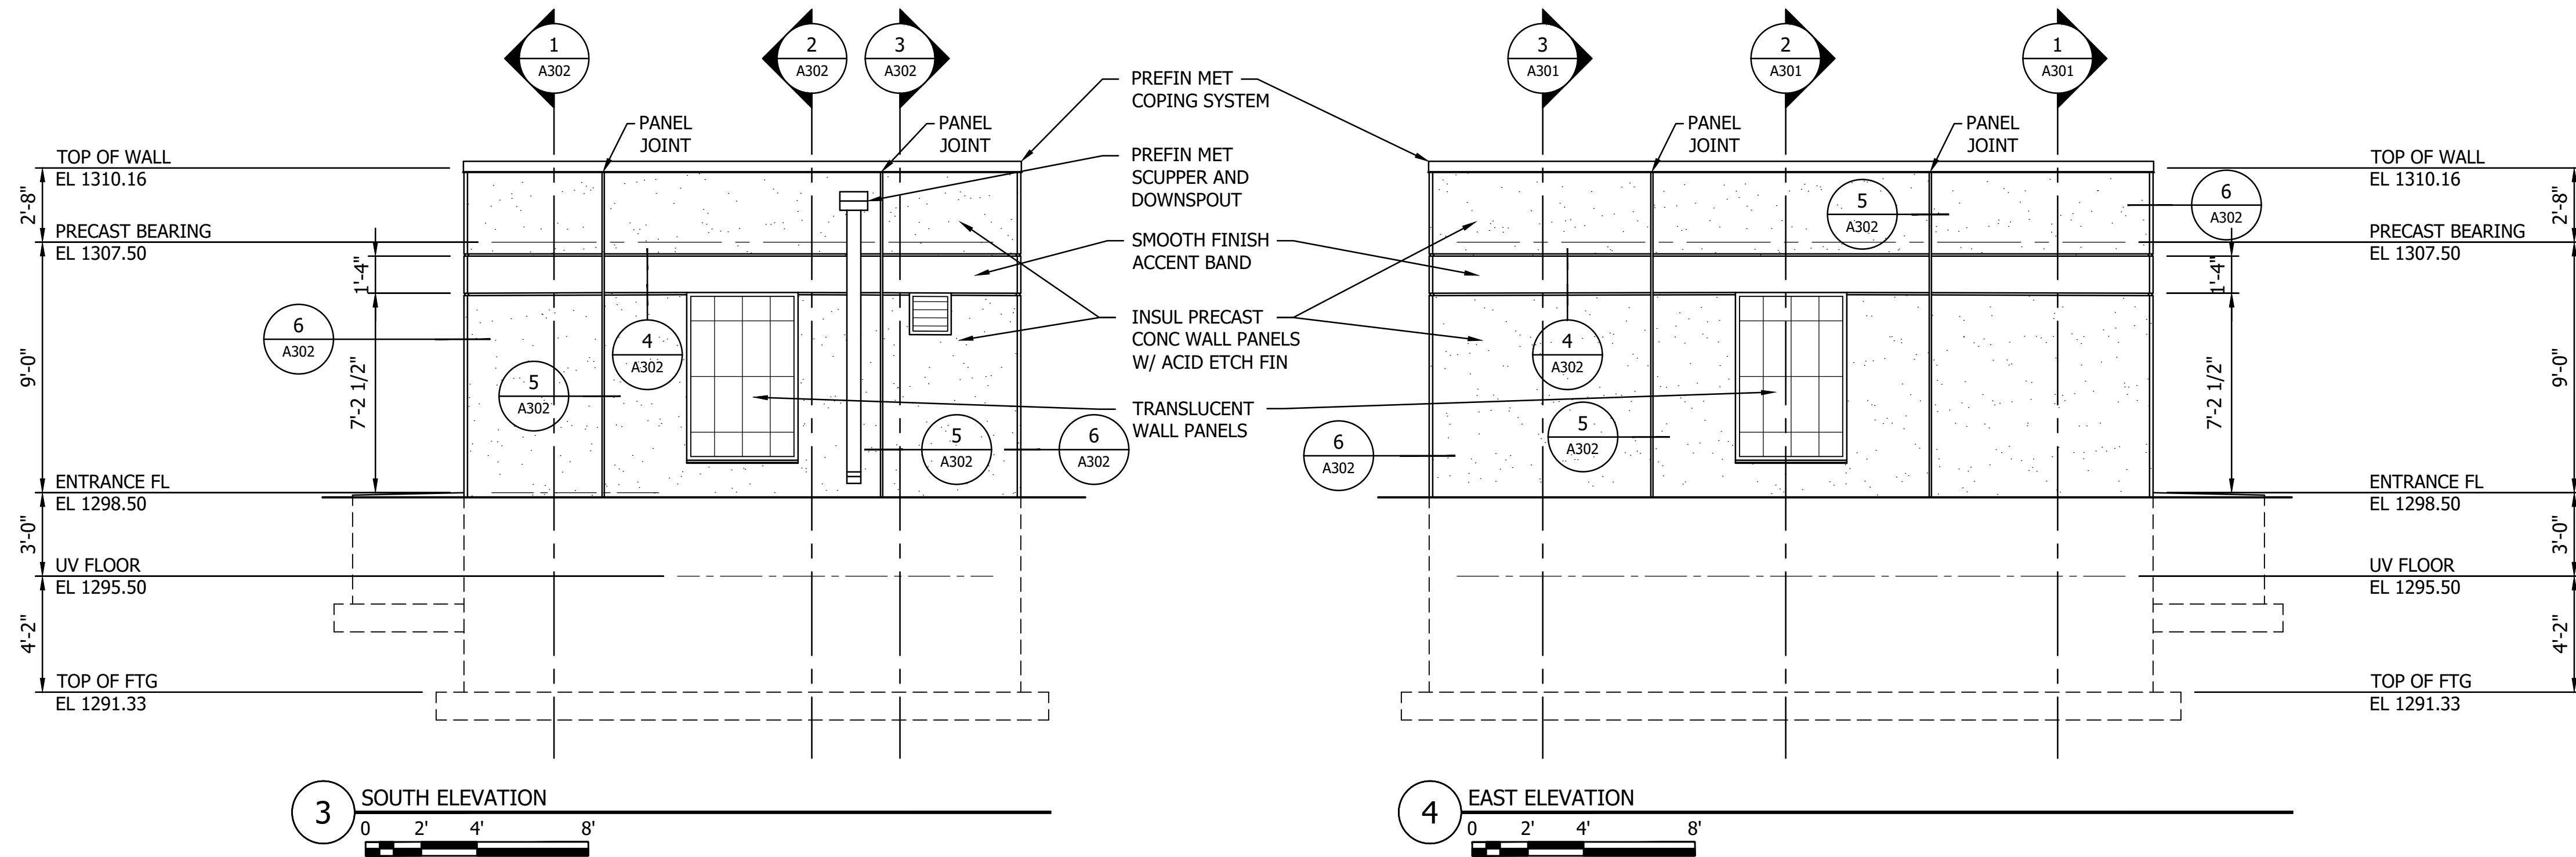 1
A302
2
A302
3
A302
3
A301
2
A301
1
A301
PREFIN MET
COPING SYSTEM
PANEL
JOINT
PANEL
JOINT
PANEL
JOINT
PANEL
JOINT
PREFIN MET
SCUPPER AND
DOWNSPOUT
SMOOTH FINISH
ACCENT BAND
INSUL PRECAST
CONC WALL PANELS
W/ ACID ETCH FIN
TRANSLUCENT
WALL PANELS
TOP OF WALL
EL 1310.16
2'-8"
PRECAST BEARING
EL 1307.50
1'-4"
9'-0"
7'-2 1/2"
ENTRANCE FL
EL 1298.50
3'-0"
UV FLOOR
EL 1295.50
4'-2"
TOP OF FTG
EL 1291.33
6
A302
5
A302
4
A302
5
A302
6
A302
5
A302
6
A302
4
A302
5
A302
6
A302
TOP OF WALL
EL 1310.16
2'-8"
PRECAST BEARING
EL 1307.50
1'-4"
9'-0"
7'-2 1/2"
ENTRANCE FL
EL 1298.50
3'-0"
UV FLOOR
EL 1295.50
4'-2"
TOP OF FTG
EL 1291.33
3
SOUTH ELEVATION
0 2' 4' 8'
4
EAST ELEVATION
0 2' 4' 8'